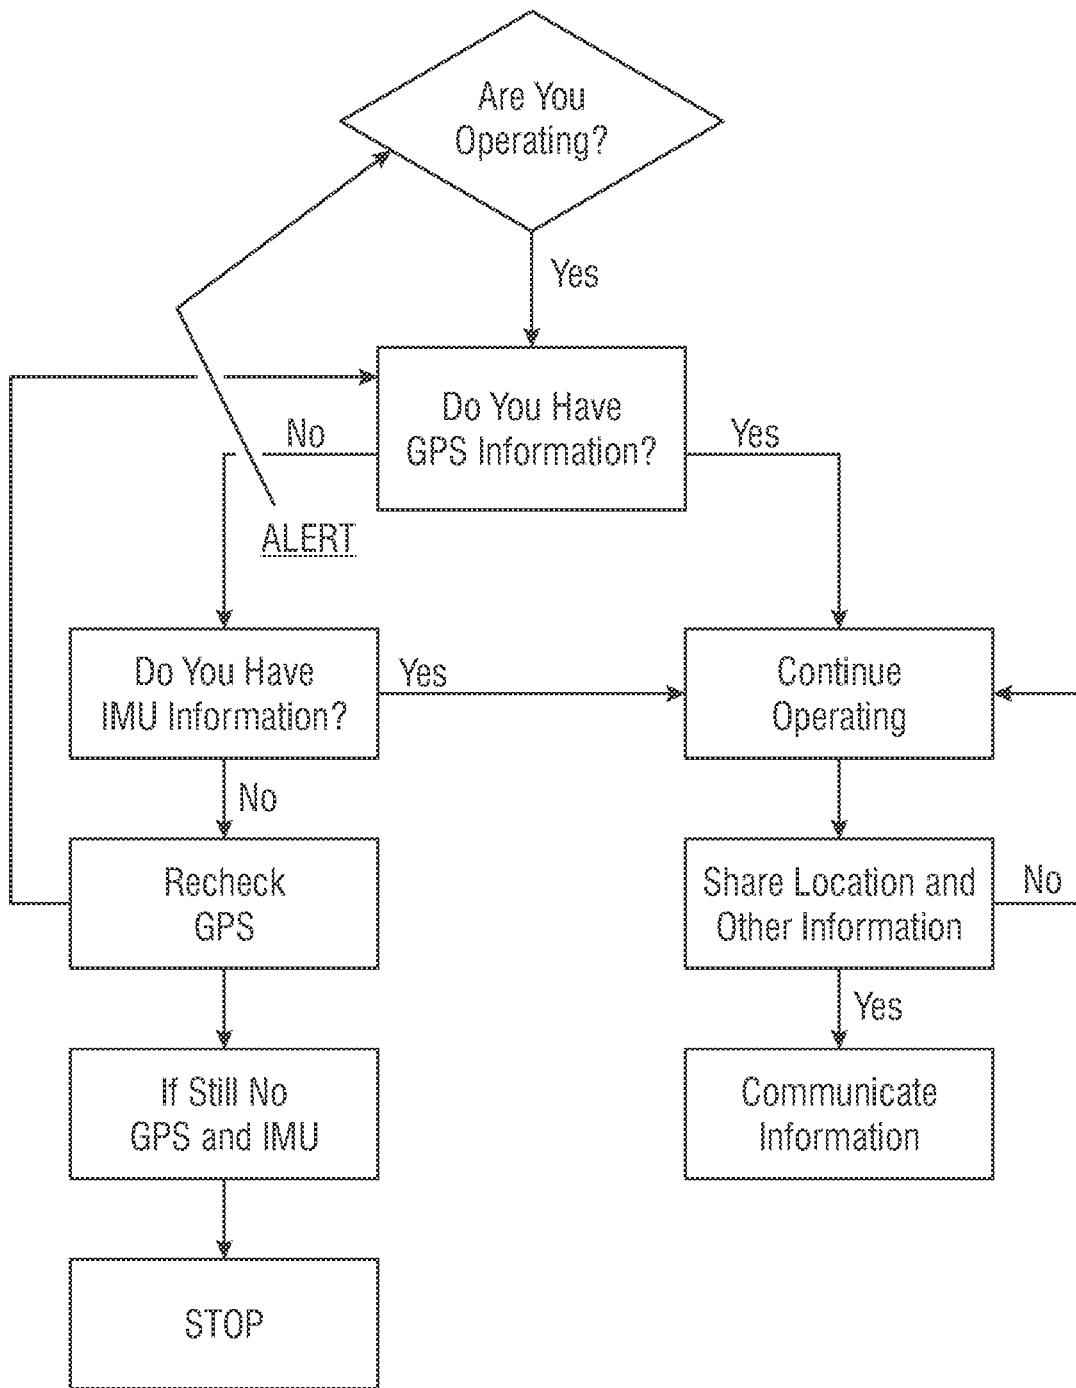 Are You
Operating?
Yes
Do You Have
GPS Information?
No
Yes
ALERT
Do You Have
IMU Information?
Yes
Continue
Operating
No
Recheck
GPS
Share Location and
Other Information
No
Yes
If Still No
GPS and IMU
Communicate
Information
STOP